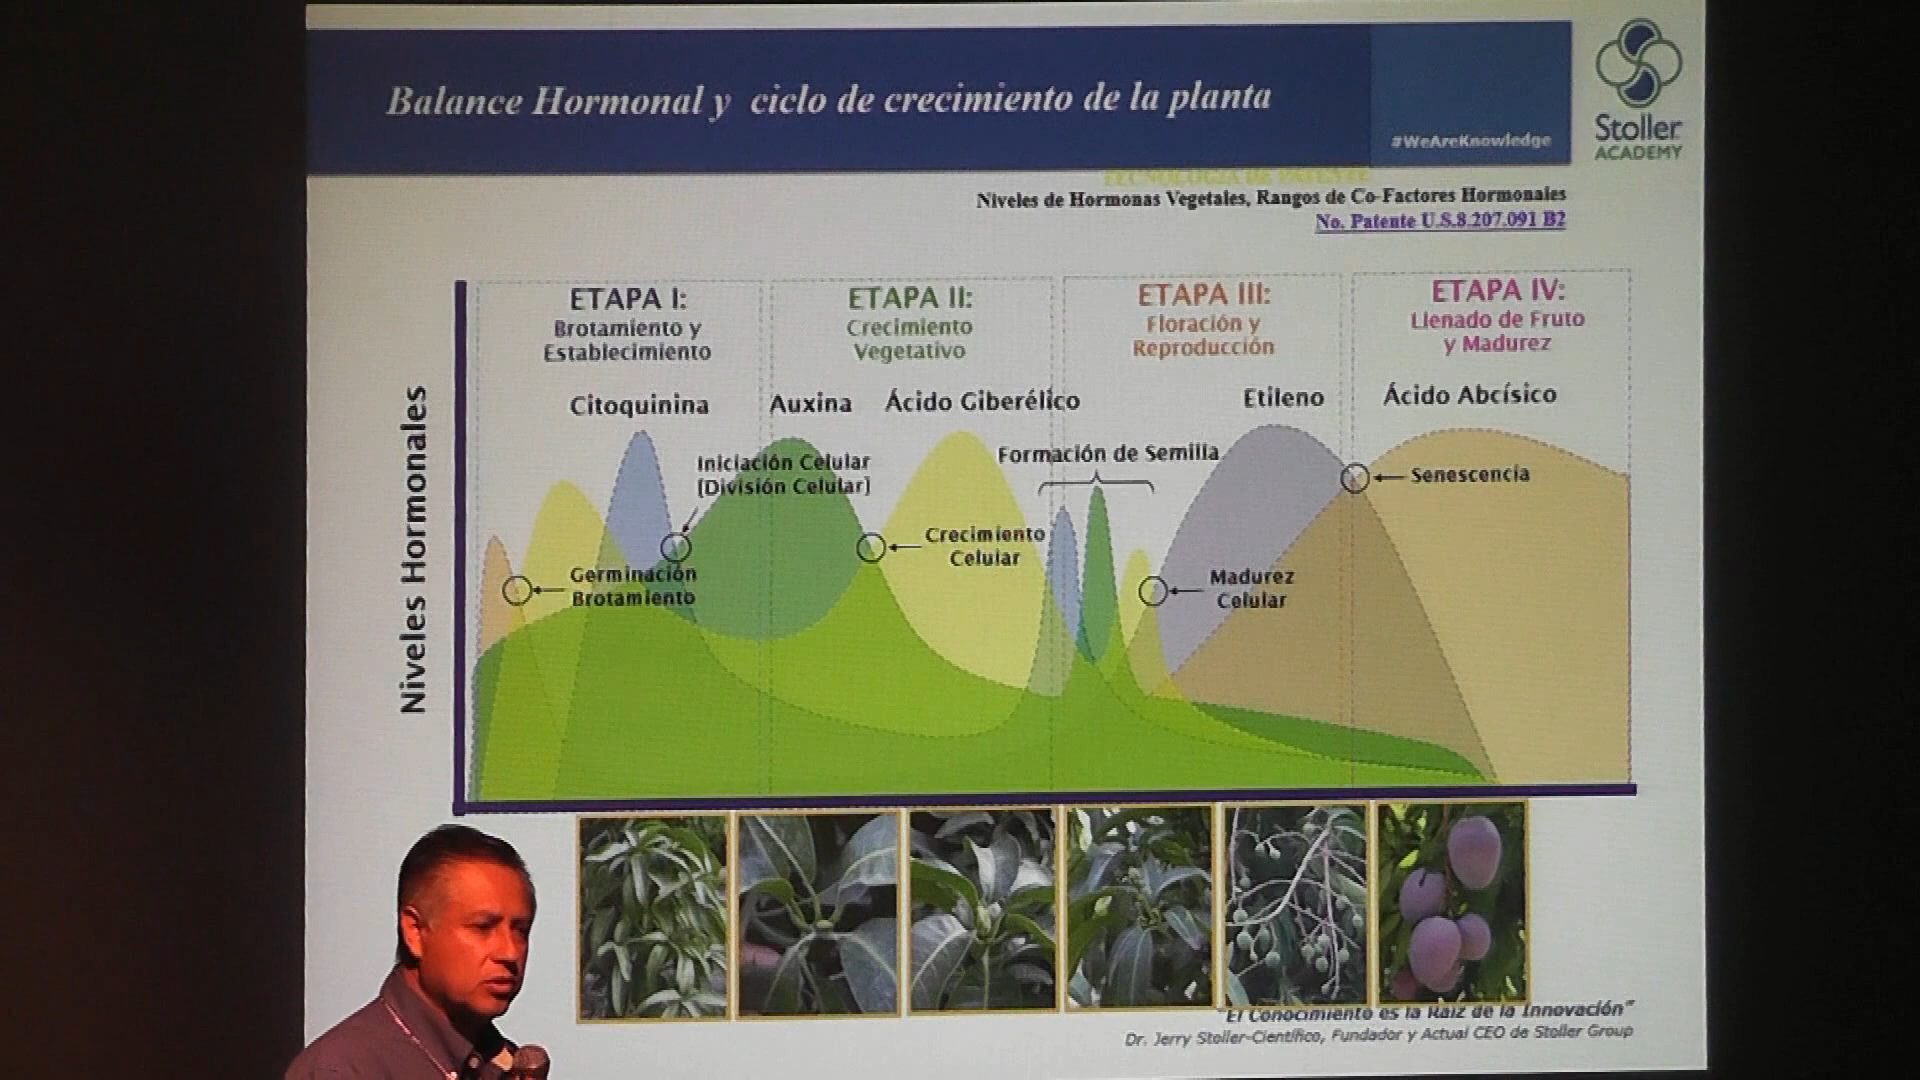 Balance Hormonal y ciclo de crecimiento de la planta
#WeAreKnowledge
Stoller
ACADEMY
TECNOLOGIA DE PATENTE
Niveles de Hormonas Vegetales, Rangos de Co-Factores Hormonales
No. Patente U.S.8.207.091 B2
ETAPA I:
Brotamiento y
Establecimiento
ETAPA II:
Crecimiento
Vegetativo
ETAPA III:
Floración y
Reproducción
ETAPA IV:
Llenado de Fruto
y Madurez
Niveles Hormonales
Citoquinina
Auxina
Ácido Giberélico
Etileno
Ácido Abcísico
Iniciación Celular
(División Celular)
Formación de Semilla
Senescencia
Crecimiento
Celular
Germinación
Brotamiento
Madurez
Celular
"El Conocimiento es la Raíz de la Innovación"
Dr. Jerry Stoller-Científico, Fundador y Actual CEO de Stoller Group